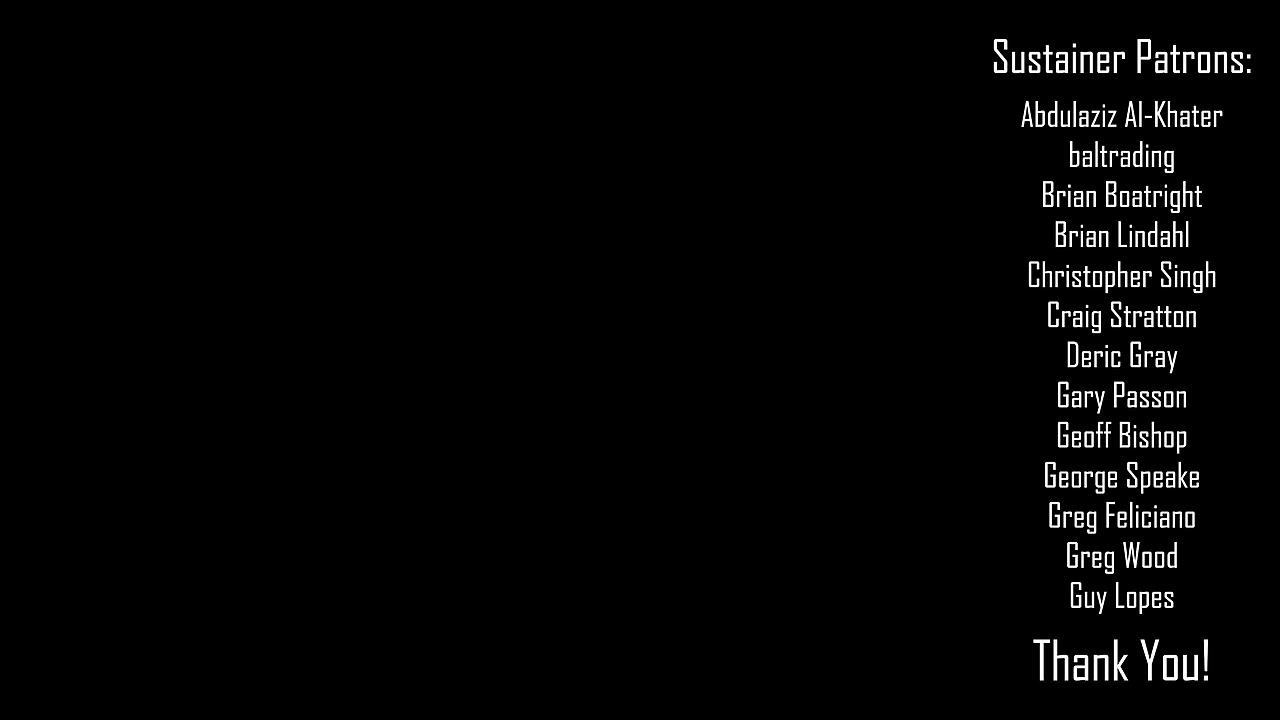 Sustainer Patrons:
Abdulaziz Al-Khater
baltrading
Brian Boatright
Brian Lindahl
Christopher Singh
Craig Stratton
Deric Gray
Gary Passon
Geoff Bishop
George Speake
Greg Feliciano
Greg Wood
Guy Lopes
Thank You!